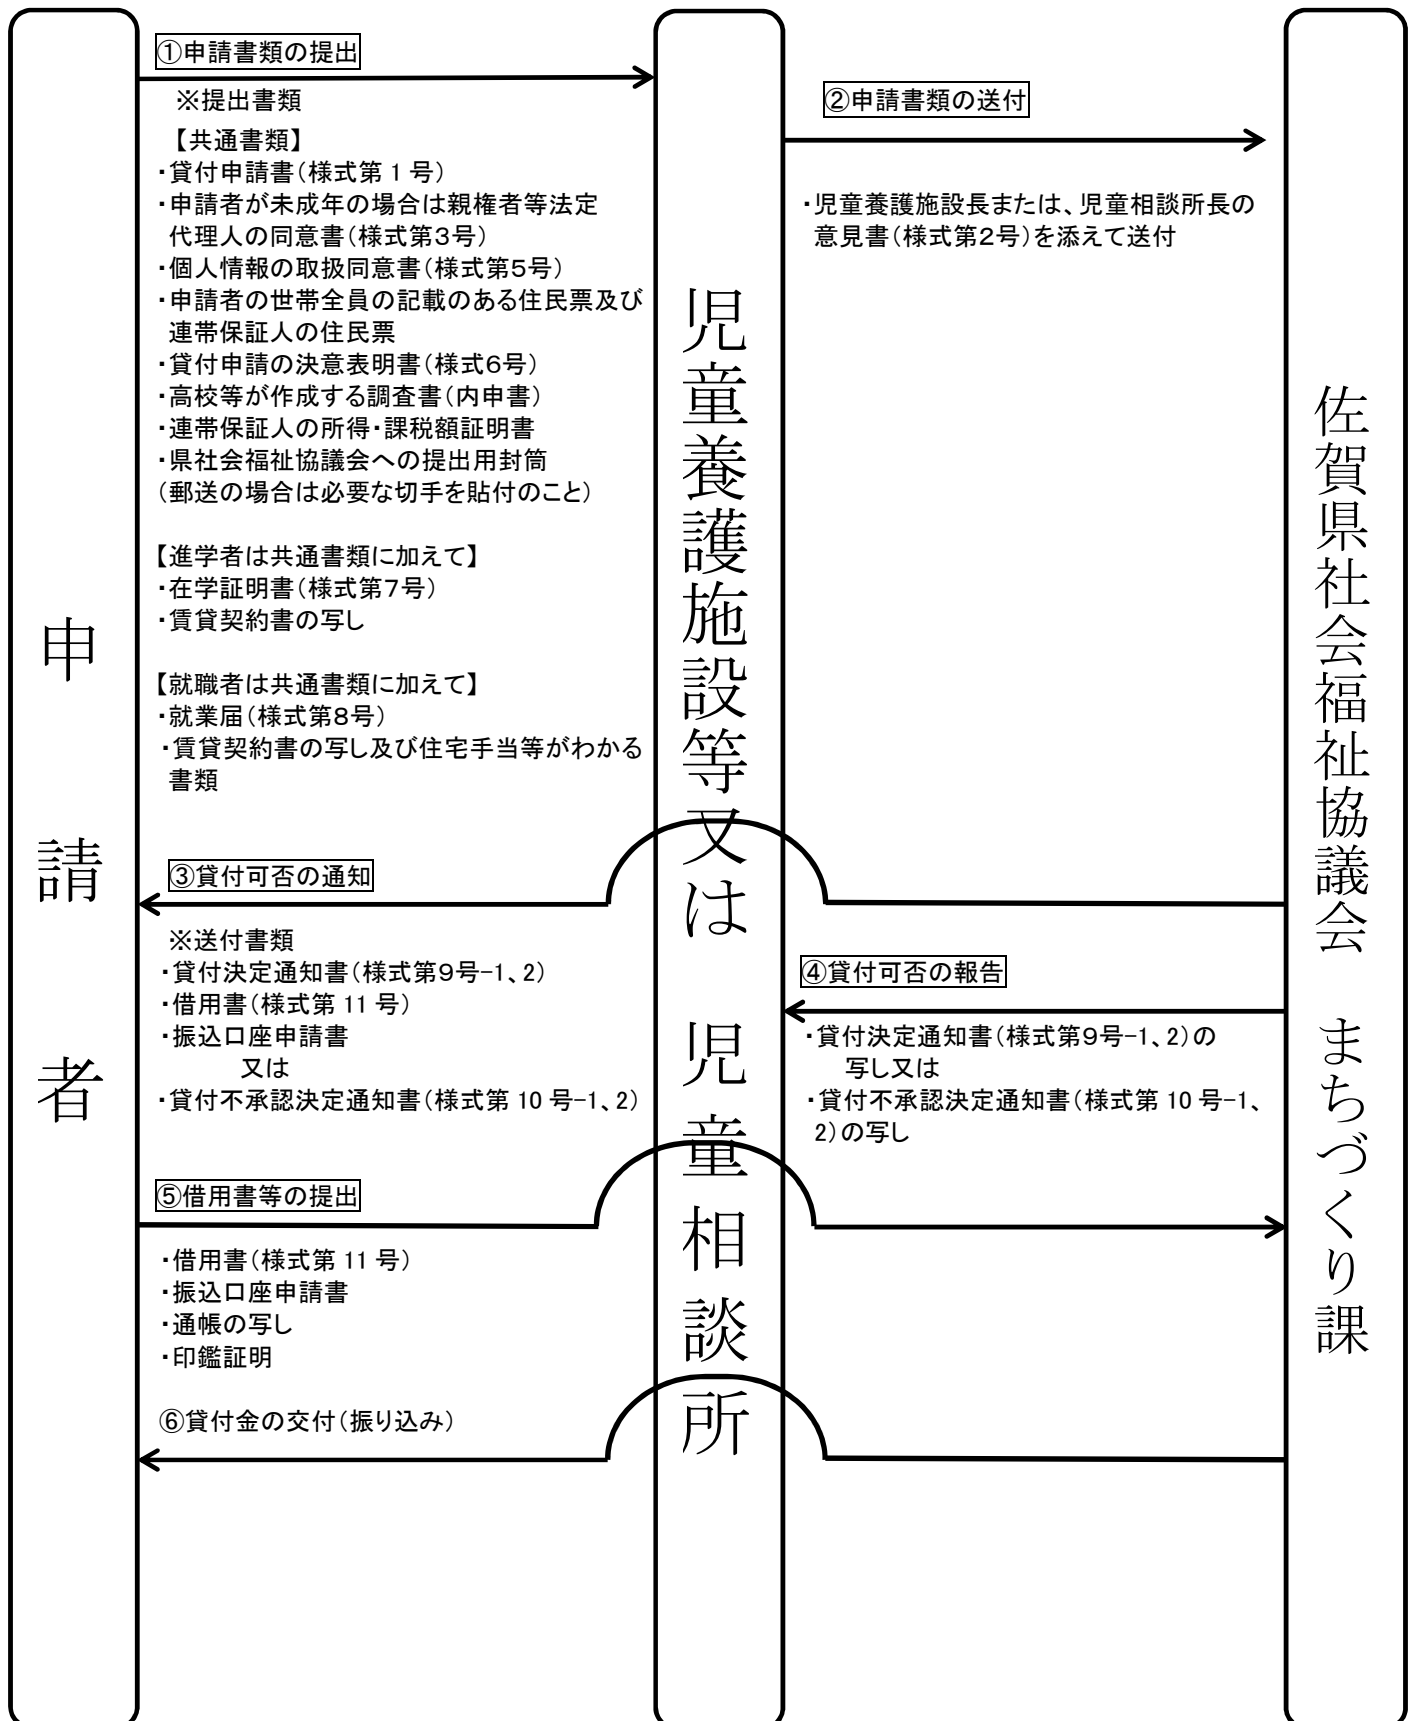 申請者
①申請書類の提出
※提出書類
【共通書類】
・貸付申請書(様式第1号)
・申請者が未成年の場合は親権者等法定
代理人の同意書(様式第3号)
・個人情報の取扱同意書(様式第5号)
・申請者の世帯全員の記載のある住民票及び
連帯保証人の住民票
・貸付申請の決意表明書(様式6号)
・高校等が作成する調査書(内申書)
・連帯保証人の所得・課税額証明書
・県社会福祉協議会への提出用封筒
(郵送の場合は必要な切手を貼付のこと)
【進学者は共通書類に加えて】
・在学証明書(様式第7号)
・賃貸契約書の写し
【就職者は共通書類に加えて】
・就業届(様式第8号)
・賃貸契約書の写し及び住宅手当等がわかる
書類
③貸付可否の通知
※送付書類
・貸付決定通知書(様式第9号-1、2)
・借用書(様式第 11 号)
・振込口座申請書
又は
・貸付不承認決定通知書(様式第 10 号-1、2)
⑤借用書等の提出
・借用書(様式第 11 号)
・振込口座申請書
・通帳の写し
・印鑑証明
⑥貸付金の交付(振り込み)
児童養護施設等又は 児童相談所
②申請書類の送付
・児童養護施設長または、児童相談所長の
意見書(様式第2号)を添えて送付
④貸付可否の報告
・貸付決定通知書(様式第9号-1、2)の
写し又は
・貸付不承認決定通知書(様式第 10 号-1、
2)の写し
佐賀県社会福祉協議会 まちづくり課